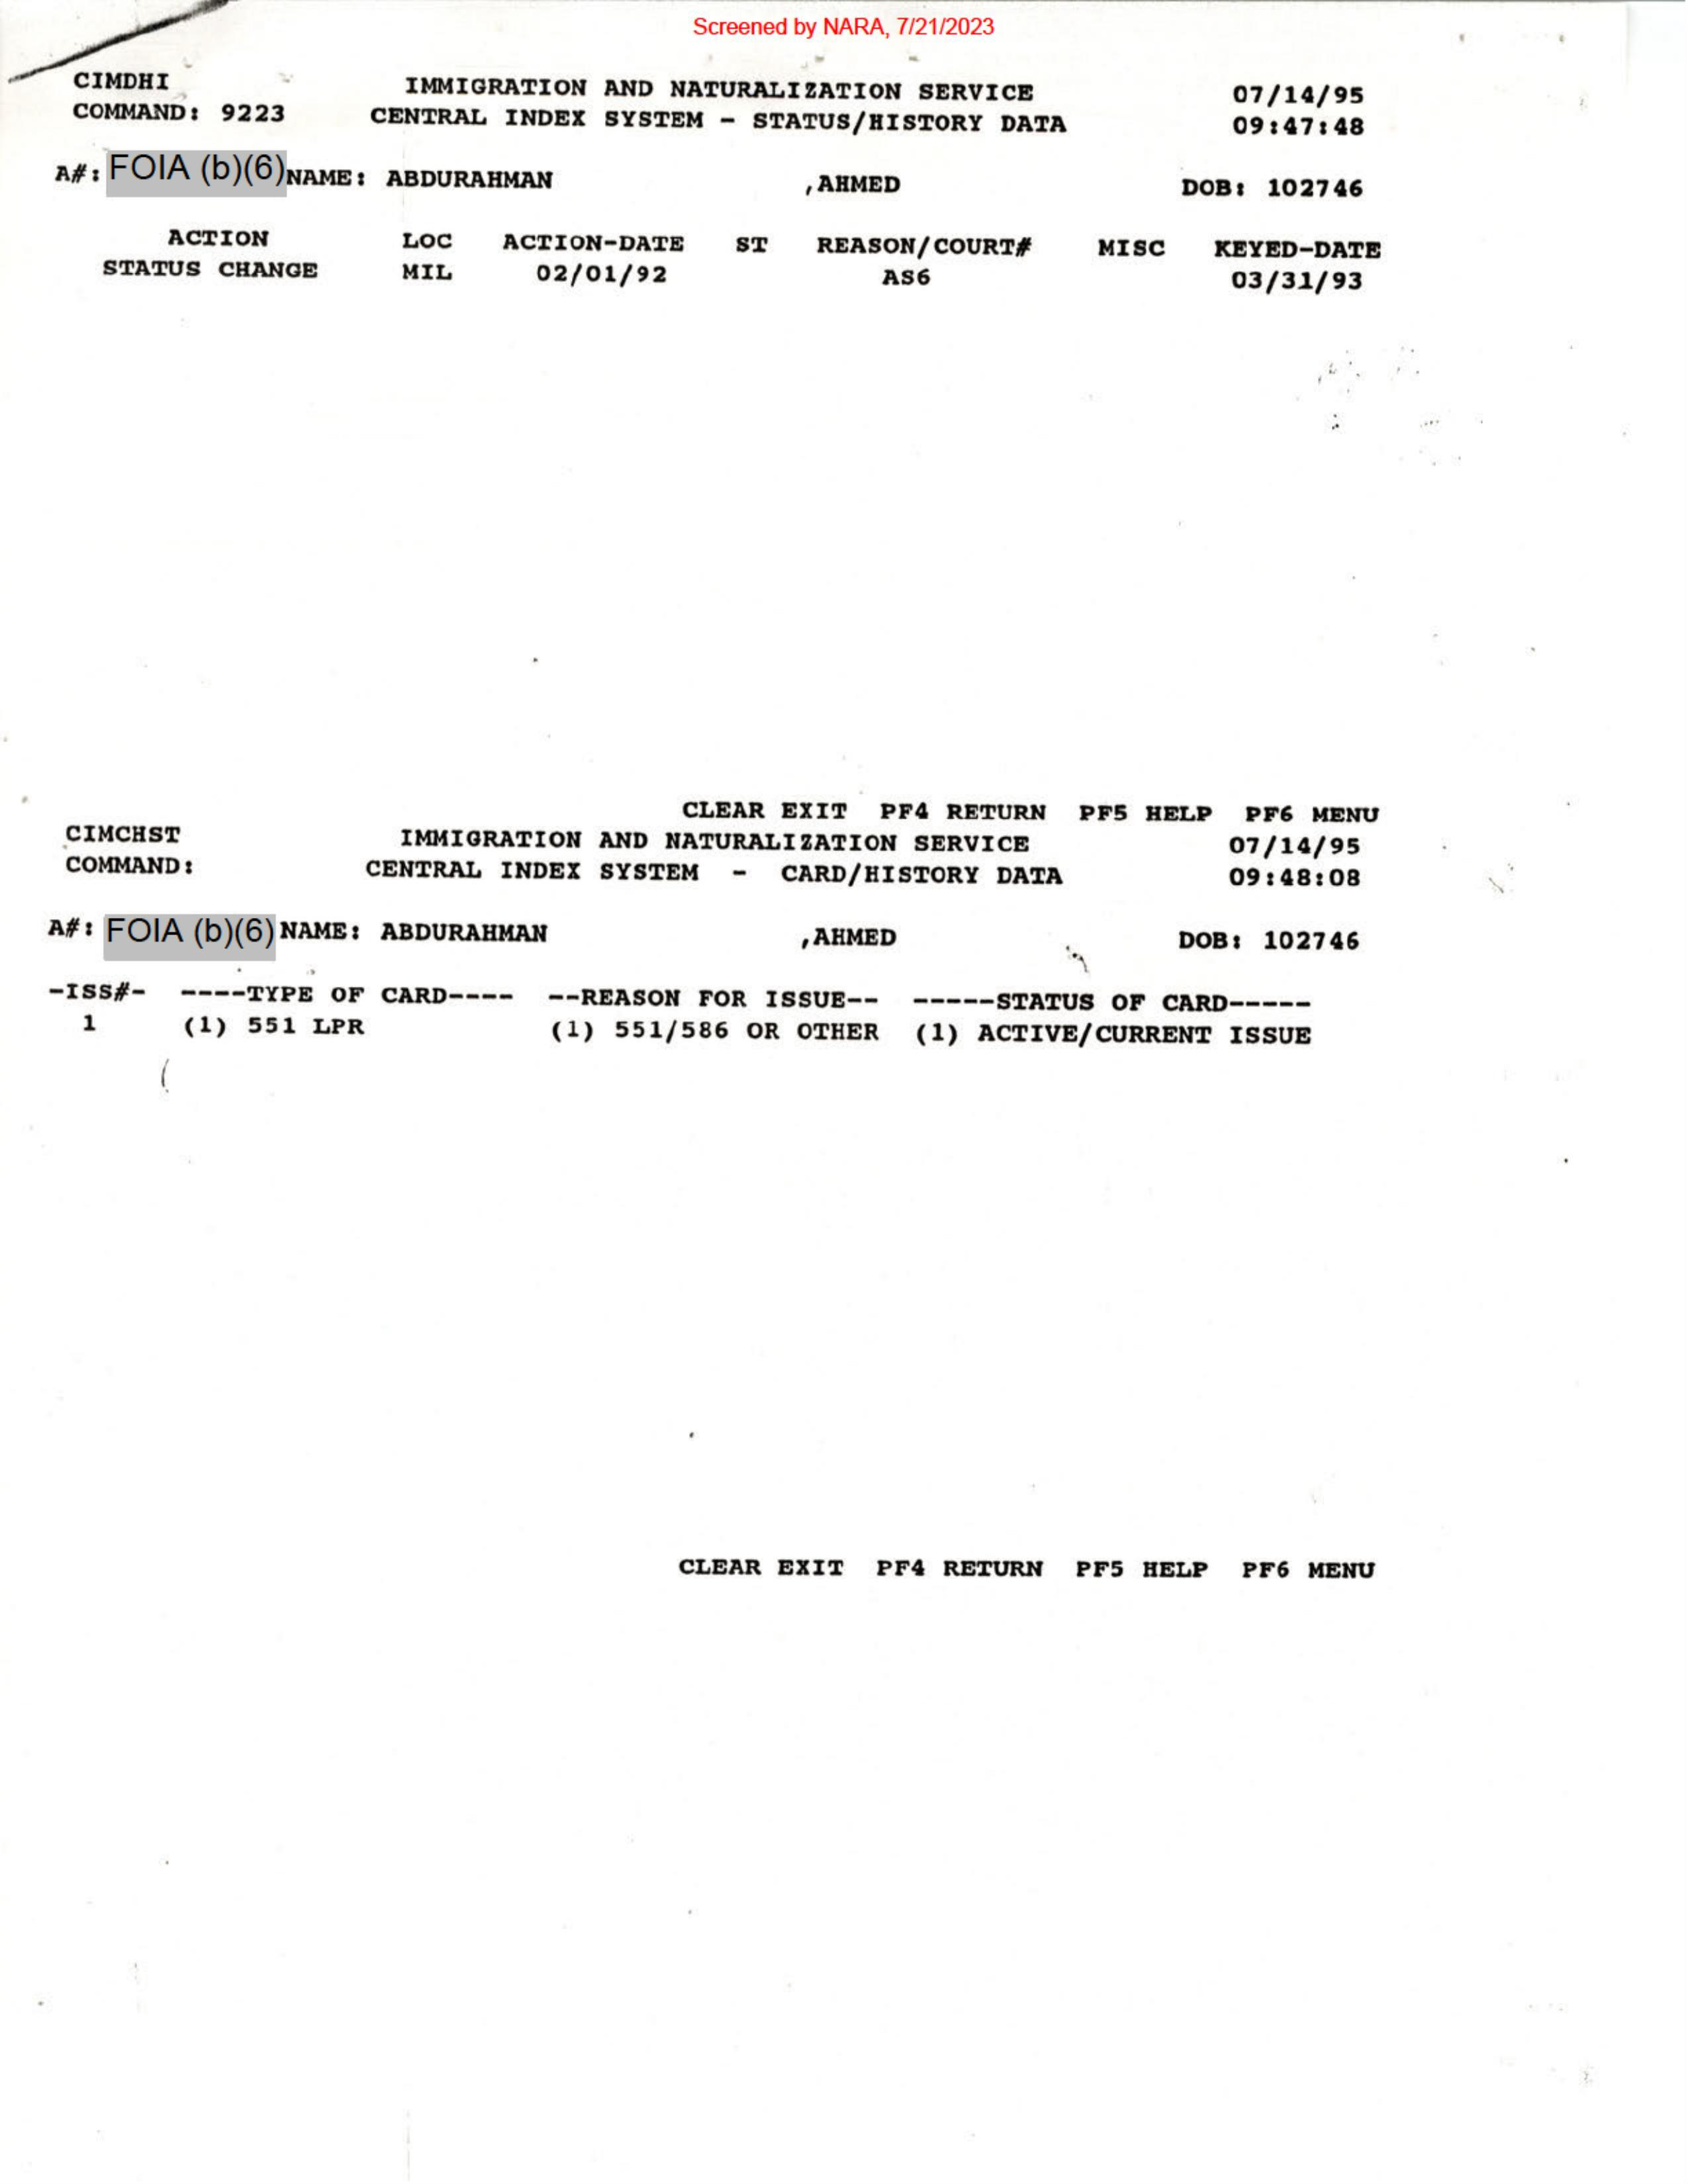 Screened by NARA, 7/21/2023
CIMDHI IMMIGRATION AND NATURALIZATION SERVICE 07/14/95
COMMAND: 9223 CENTRAL INDEX SYSTEM - STATUS/HISTORY DATA 09:47:48
A#: FOIA (b)(6) NAME: ABDURAHMAN ,AHMED DOB: 102746
ACTION LOC ACTION-DATE ST REASON/COURT# MISC KEYED-DATE
STATUS CHANGE MIL 02/01/92 AS6 03/31/93
CLEAR EXIT PF4 RETURN PF5 HELP PF6 MENU
CIMCHST IMMIGRATION AND NATURALIZATION SERVICE 07/14/95
COMMAND: CENTRAL INDEX SYSTEM - CARD/HISTORY DATA 09:48:08
A#: FOIA (b)(6) NAME: ABDURAHMAN ,AHMED DOB: 102746
-ISS#- ----TYPE OF CARD---- --REASON FOR ISSUE-- -----STATUS OF CARD-----
1 (1) 551 LPR (1) 551/586 OR OTHER (1) ACTIVE/CURRENT ISSUE
CLEAR EXIT PF4 RETURN PF5 HELP PF6 MENU